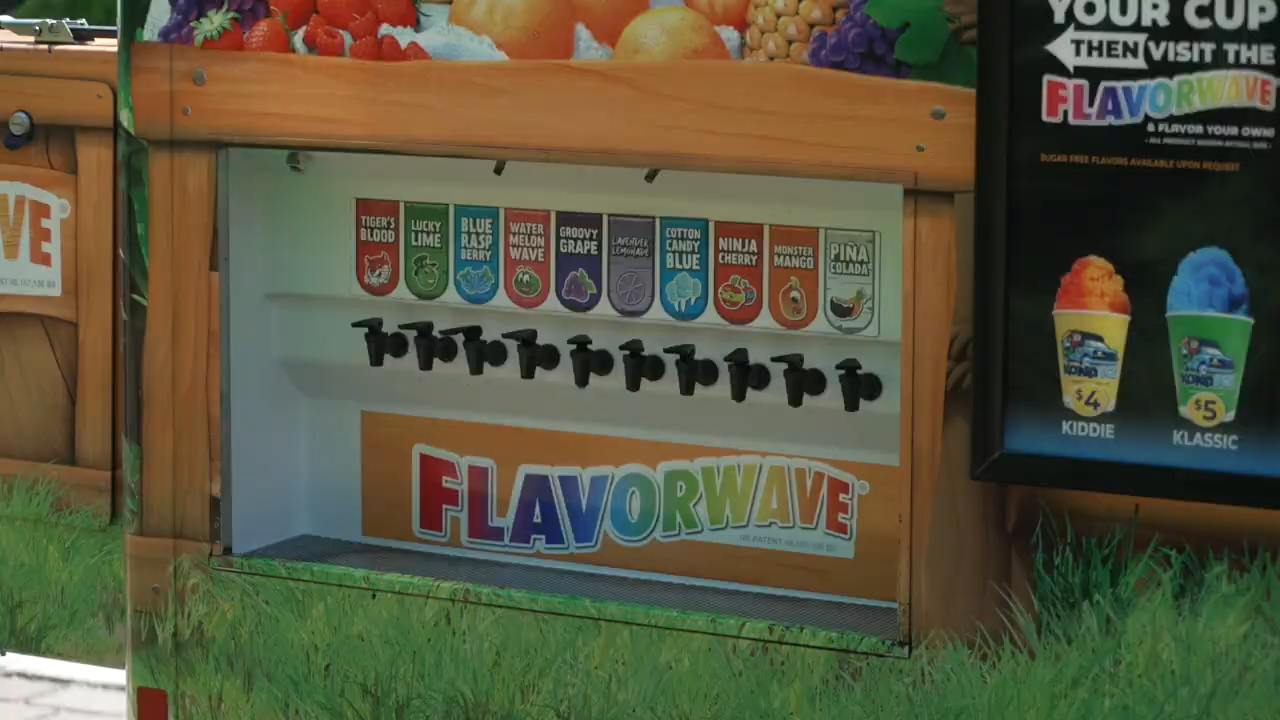 YOUR CUP
THEN VISIT THE
FLAVORWAVE
& FLAVOR YOUR OWN!
SUGAR FREE FLAVORS AVAILABLE UPON REQUEST
VE
TIGER'S
BLOOD
LUCKY
LIME
BLUE
RASP
BERRY
WATER
MELON
WAVE
GROOVY
GRAPE
LAVENDER
LEMONADE
COTTON
CANDY
BLUE
NINJA
CHERRY
MONSTER
MANGO
PIÑA
COLADA
FLAVORWAVE®
KONA
$4
KIDDIE
KONA
$5
KLASSIC